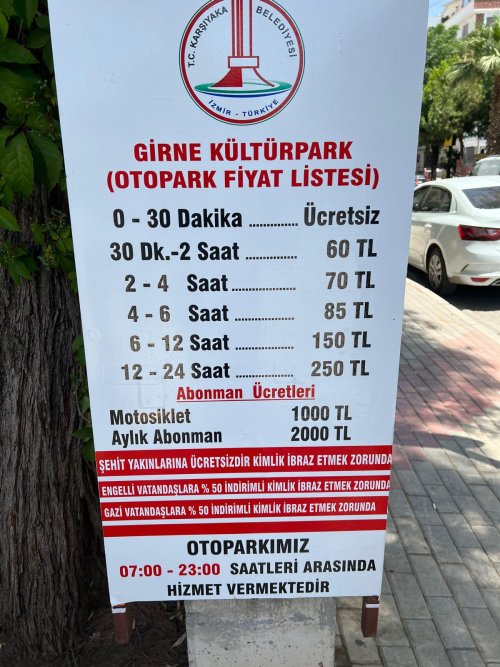 T.C. KARŞIYAKA BELEDİYESİ
İZMİR - TÜRKİYE
GİRNE KÜLTÜRPARK
(OTOPARK FİYAT LİSTESİ)
0 - 30 Dakika .............. Ücretsiz
30 Dk.-2 Saat .............. 60 TL
2 - 4 Saat .............. 70 TL
4 - 6 Saat .............. 85 TL
6 - 12 Saat .............. 150 TL
12 - 24 Saat .............. 250 TL
Abonman Ücretleri
Motosiklet 1000 TL
Aylık Abonman 2000 TL
ŞEHİT YAKINLARINA ÜCRETSİZDİR KİMLİK İBRAZ ETMEK ZORUNDA
ENGELLİ VATANDAŞLARA % 50 İNDİRİMLİ KİMLİK İBRAZ ETMEK ZORUNDA
GAZİ VATANDAŞLARA % 50 İNDİRİMLİ KİMLİK İBRAZ ETMEK ZORUNDA
OTOPARKIMIZ
07:00 - 23:00 SAATLERİ ARASINDA
HİZMET VERMEKTEDİR